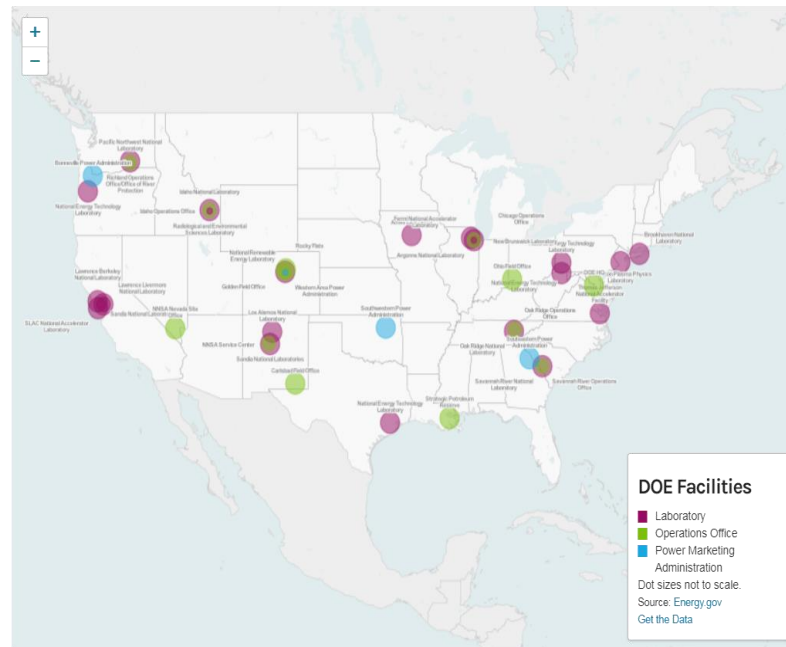 +
−
Pacific Northwest National
Laboratory
Bonneville Power Administration
Richland Operations
Office/Office of River
Protection
National Energy Technology
Laboratory
Idaho National Laboratory
Idaho Operations Office
Radiological and Environmental
Sciences Laboratory
Rocky Flats
National Renewable
Energy Laboratory
Golden Field Office
Western Area Power
Administration
Fermi National Accelerator
Laboratory
Argonne National Laboratory
Chicago Operations
Office
New Brunswick Laboratory
Technology
Laboratory
Brookhaven National
Laboratory
Plasma Physics
Laboratory
DOE HQ
National Accelerator
Facility
Ohio Field Office
National Energy Technology
Laboratory
Lawrence Berkeley
National Laboratory
Lawrence Livermore
National Laboratory
NNSA Nevada Site
Office
Sandia National
SLAC National Accelerator
Laboratory
Los Alamos National
Laboratory
NNSA Service Center
Sandia National Laboratories
Carlsbad Field Office
Southwestern Power
Administration
Oak Ridge Operations
Office
Southeastern Power
Administration
Oak Ridge National
Laboratory
Savannah River National
Laboratory
Savannah River Operations
Office
National Energy Technology
Laboratory
Strategic Petroleum
Reserve
DOE Facilities
Laboratory
Operations Office
Power Marketing
Administration
Dot sizes not to scale.
Source: Energy.gov
Get the Data